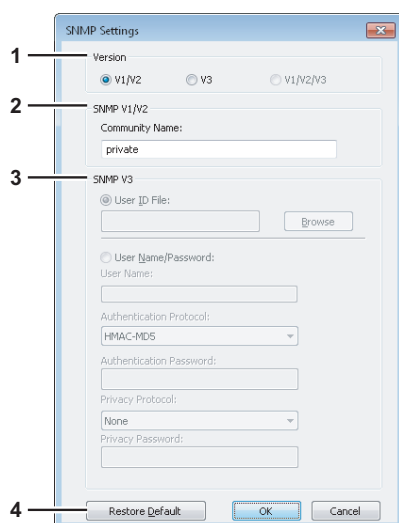 SNMP Settings
1
Version
V1/V2 V3 V1/V2/V3
2
SNMP V1/V2
Community Name:
private
3
SNMP V3
User ID File:
Browse
User Name/Password:
User Name:
Authentication Protocol:
HMAC-MD5
Authentication Password:
Privacy Protocol:
None
Privacy Password:
4
Restore Default OK Cancel